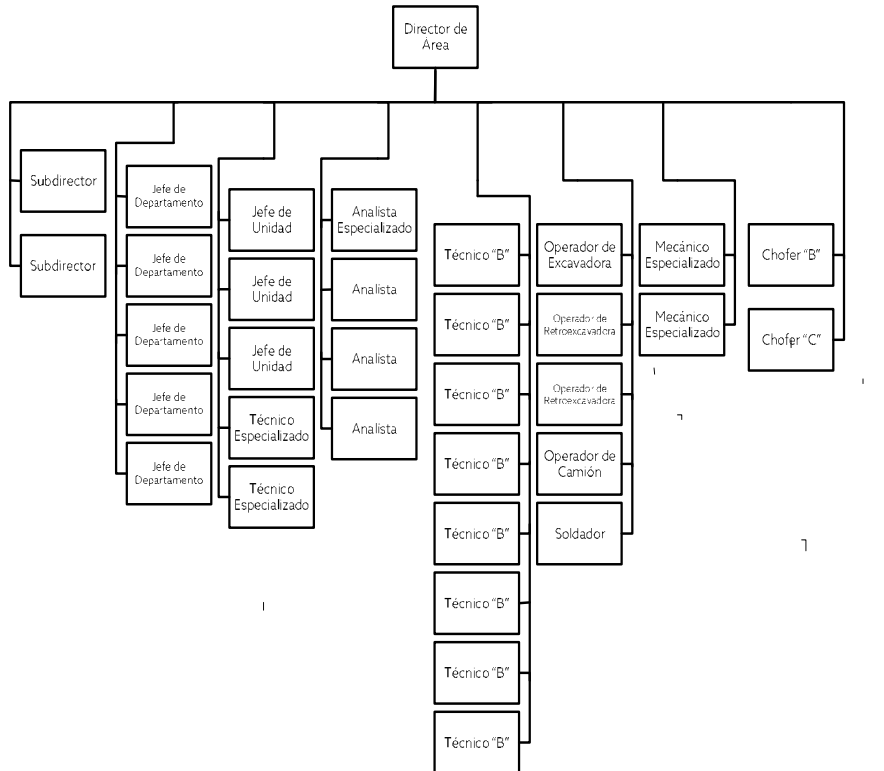 Director de
Área
Subdirector
Subdirector
Jefe de
Departamento
Jefe de
Departamento
Jefe de
Departamento
Jefe de
Departamento
Jefe de
Departamento
Jefe de
Unidad
Jefe de
Unidad
Jefe de
Unidad
Técnico
Especializado
Técnico
Especializado
Analista
Especializado
Analista
Analista
Analista
Técnico “B”
Técnico “B”
Técnico “B”
Técnico “B”
Técnico “B”
Técnico “B”
Técnico “B”
Técnico “B”
Operador de
Excavadora
Operador de
Retroexcavadora
Operador de
Retroexcavadora
Operador de
Camión
Soldador
Mecánico
Especializado
Mecánico
Especializado
Chofer “B”
Chofer “C”